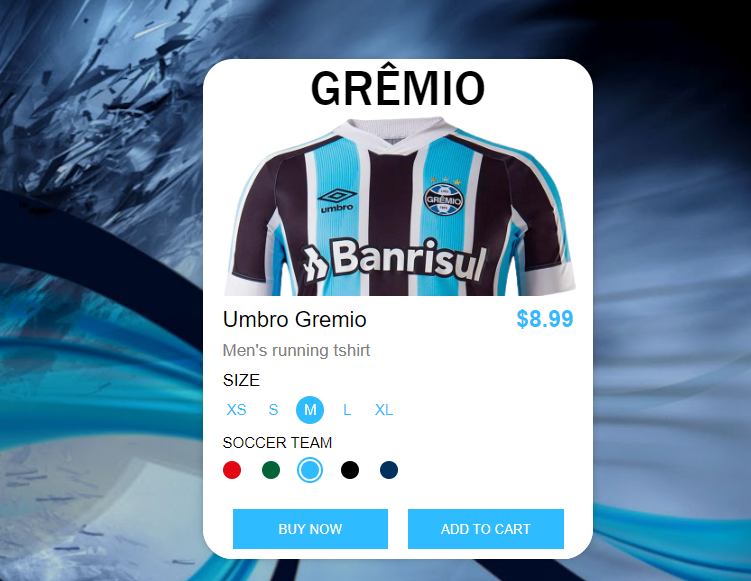 GRÊMIO
umbro
GRÊMIO
Banrisul
Umbro Gremio
$8.99
Men's running tshirt
SIZE
XS S M L XL
SOCCER TEAM
BUY NOW
ADD TO CART